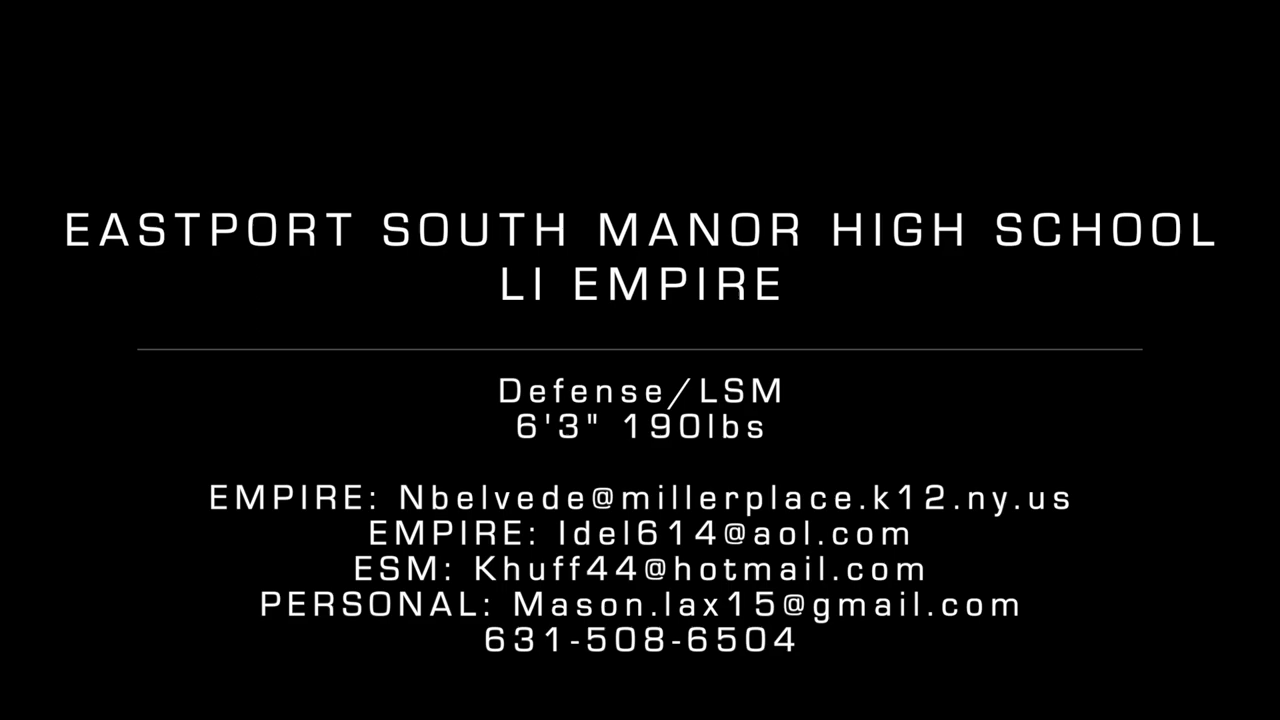 EASTPORT SOUTH MANOR HIGH SCHOOL
LI EMPIRE
Defense/LSM
6'3" 190lbs
EMPIRE: Nbelvede@millerplace.k12.ny.us
EMPIRE: ldel614@aol.com
ESM: Khuff44@hotmail.com
PERSONAL: Mason.lax15@gmail.com
631-508-6504